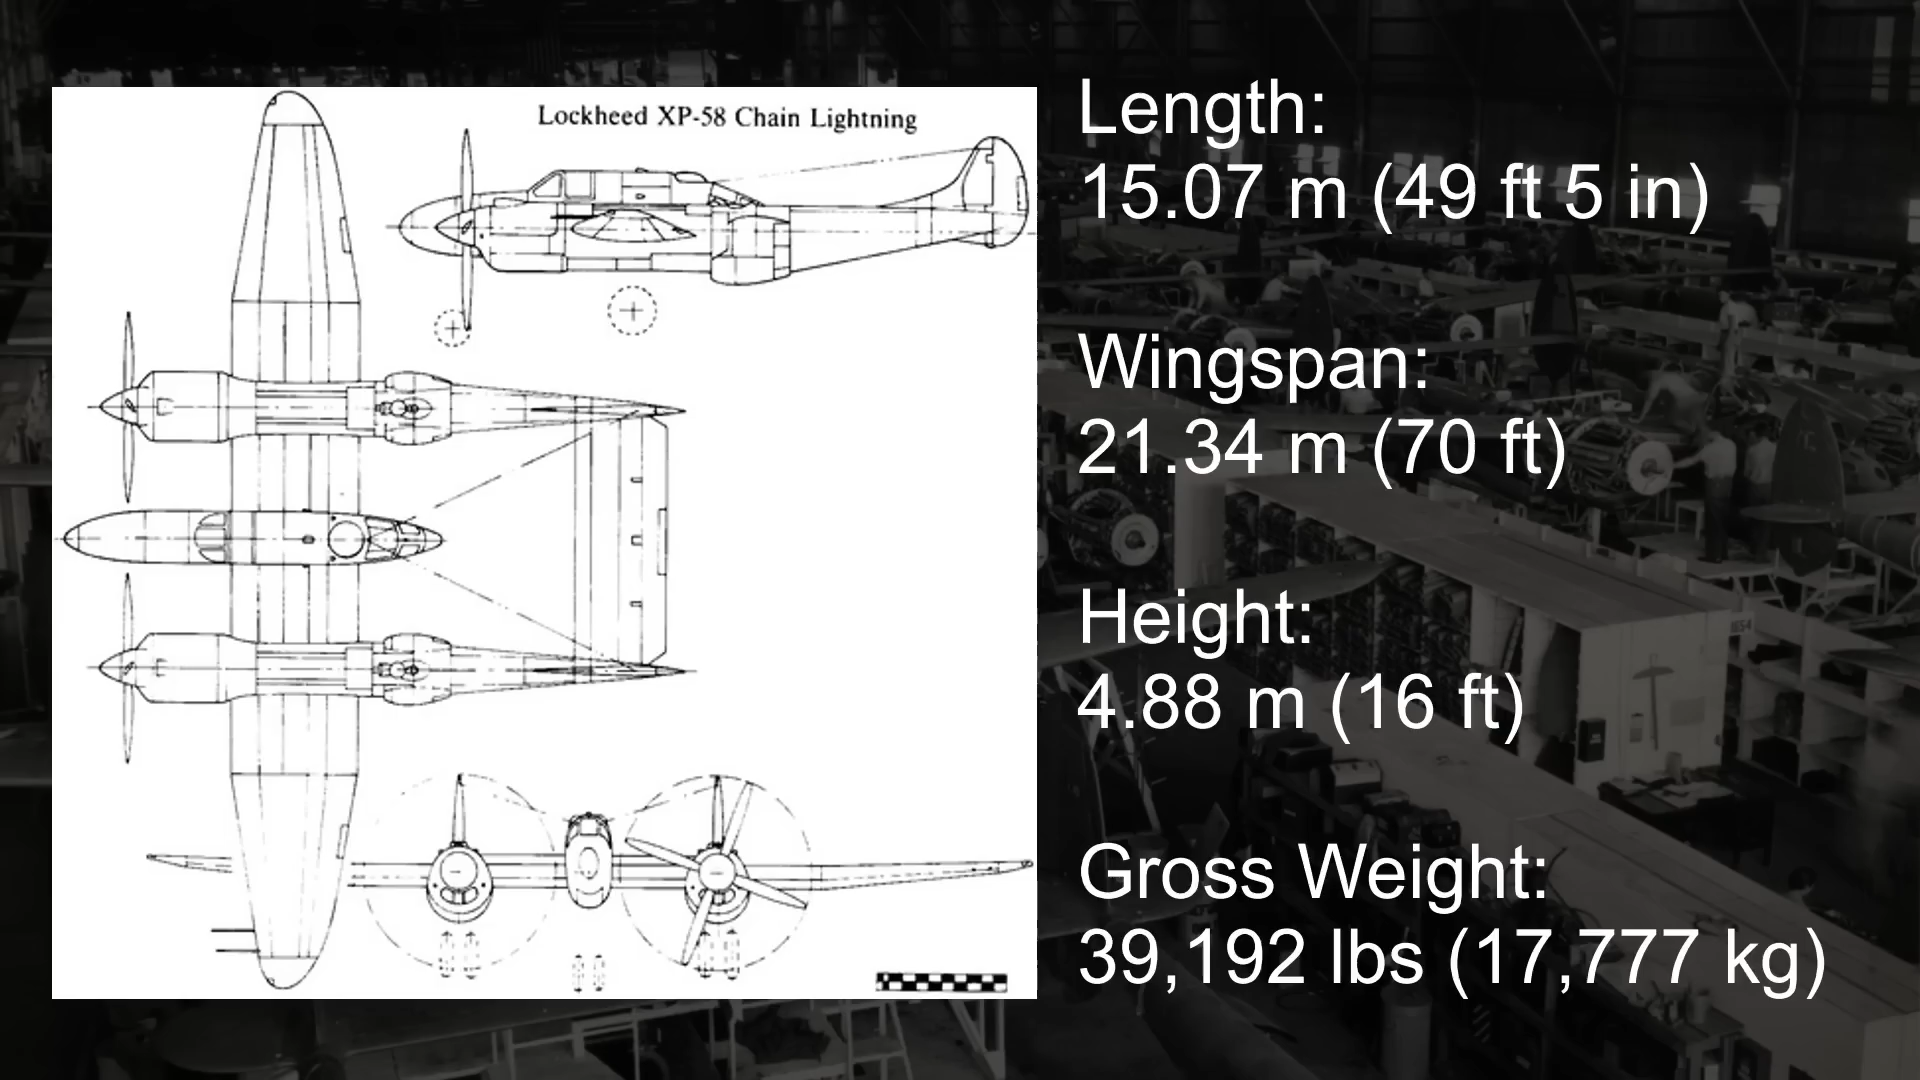 Lockheed XP-58 Chain Lightning
Length:
15.07 m (49 ft 5 in)
Wingspan:
21.34 m (70 ft)
Height:
4.88 m (16 ft)
Gross Weight:
39,192 lbs (17,777 kg)
1654